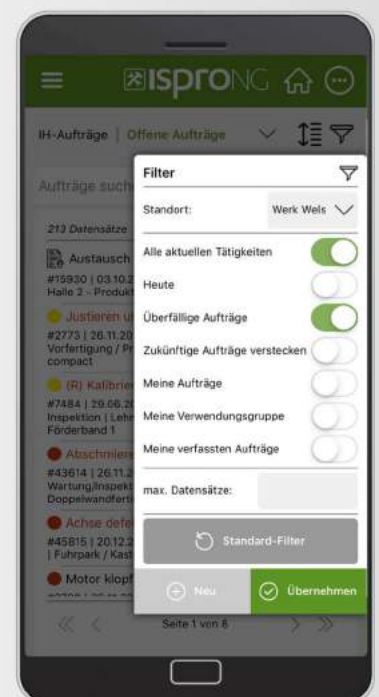 isproNG
IH-Aufträge | Offene Aufträge
Aufträge such
213 Datensätze
Austausch
#15930 | 03.10.2
Halle 2 - Produkt
Justieren u
#2773 | 26.11.20
Vorfertigung / Pr
compact
(R) Kalibrie
#7484 | 29.06.20
Inspektion | Lehr
Förderband 1
Abschmiere
#43614 | 26.11.2
Wartung/Inspekt
Doppelwandferti
Achse defe
#45815 | 20.12.2
| Fuhrpark / Kast
Motor klopf
Filter
Standort: Werk Wels
Alle aktuellen Tätigkeiten
Heute
Überfällige Aufträge
Zukünftige Aufträge verstecken
Meine Aufträge
Meine Verwendungsgruppe
Meine verfassten Aufträge
max. Datensätze:
Standard-Filter
Neu
Übernehmen
Seite 1 von 8